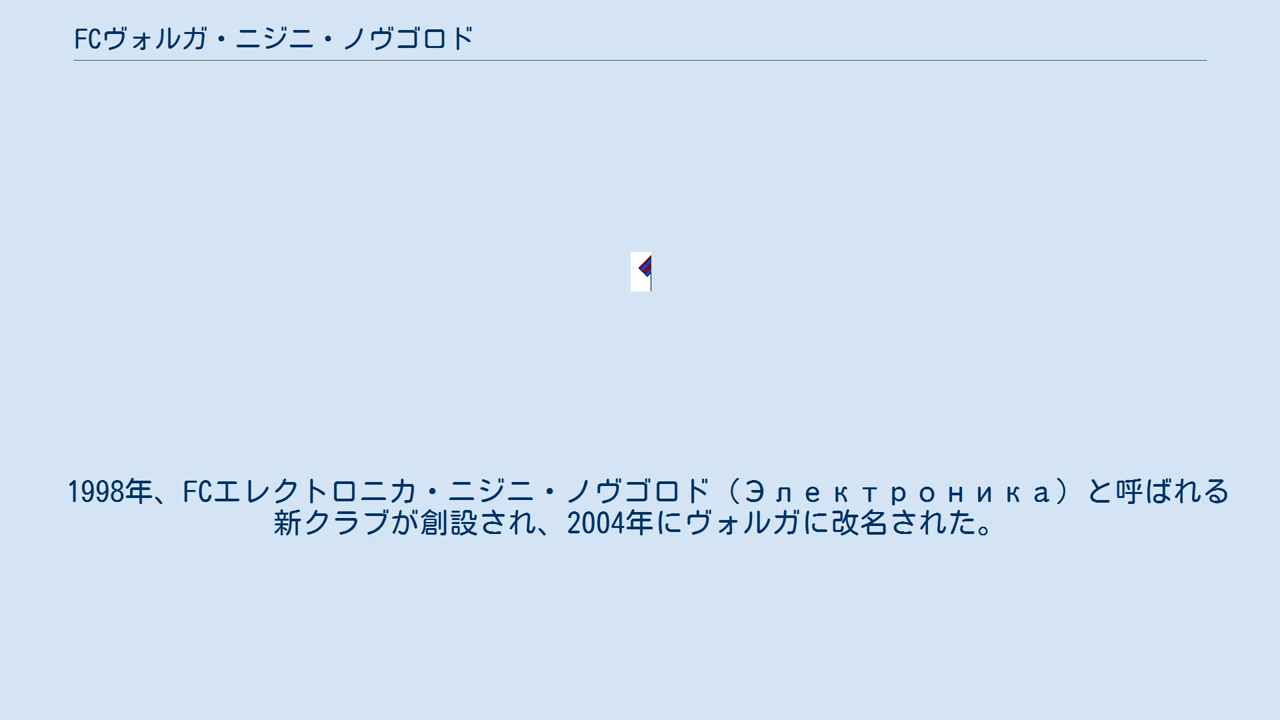 FCヴォルガ・ニジニ・ノヴゴロド
1998年、FCエレクトロニカ・ニジニ・ノヴゴロド（Электроника）と呼ばれる
新クラブが創設され、2004年にヴォルガに改名された。